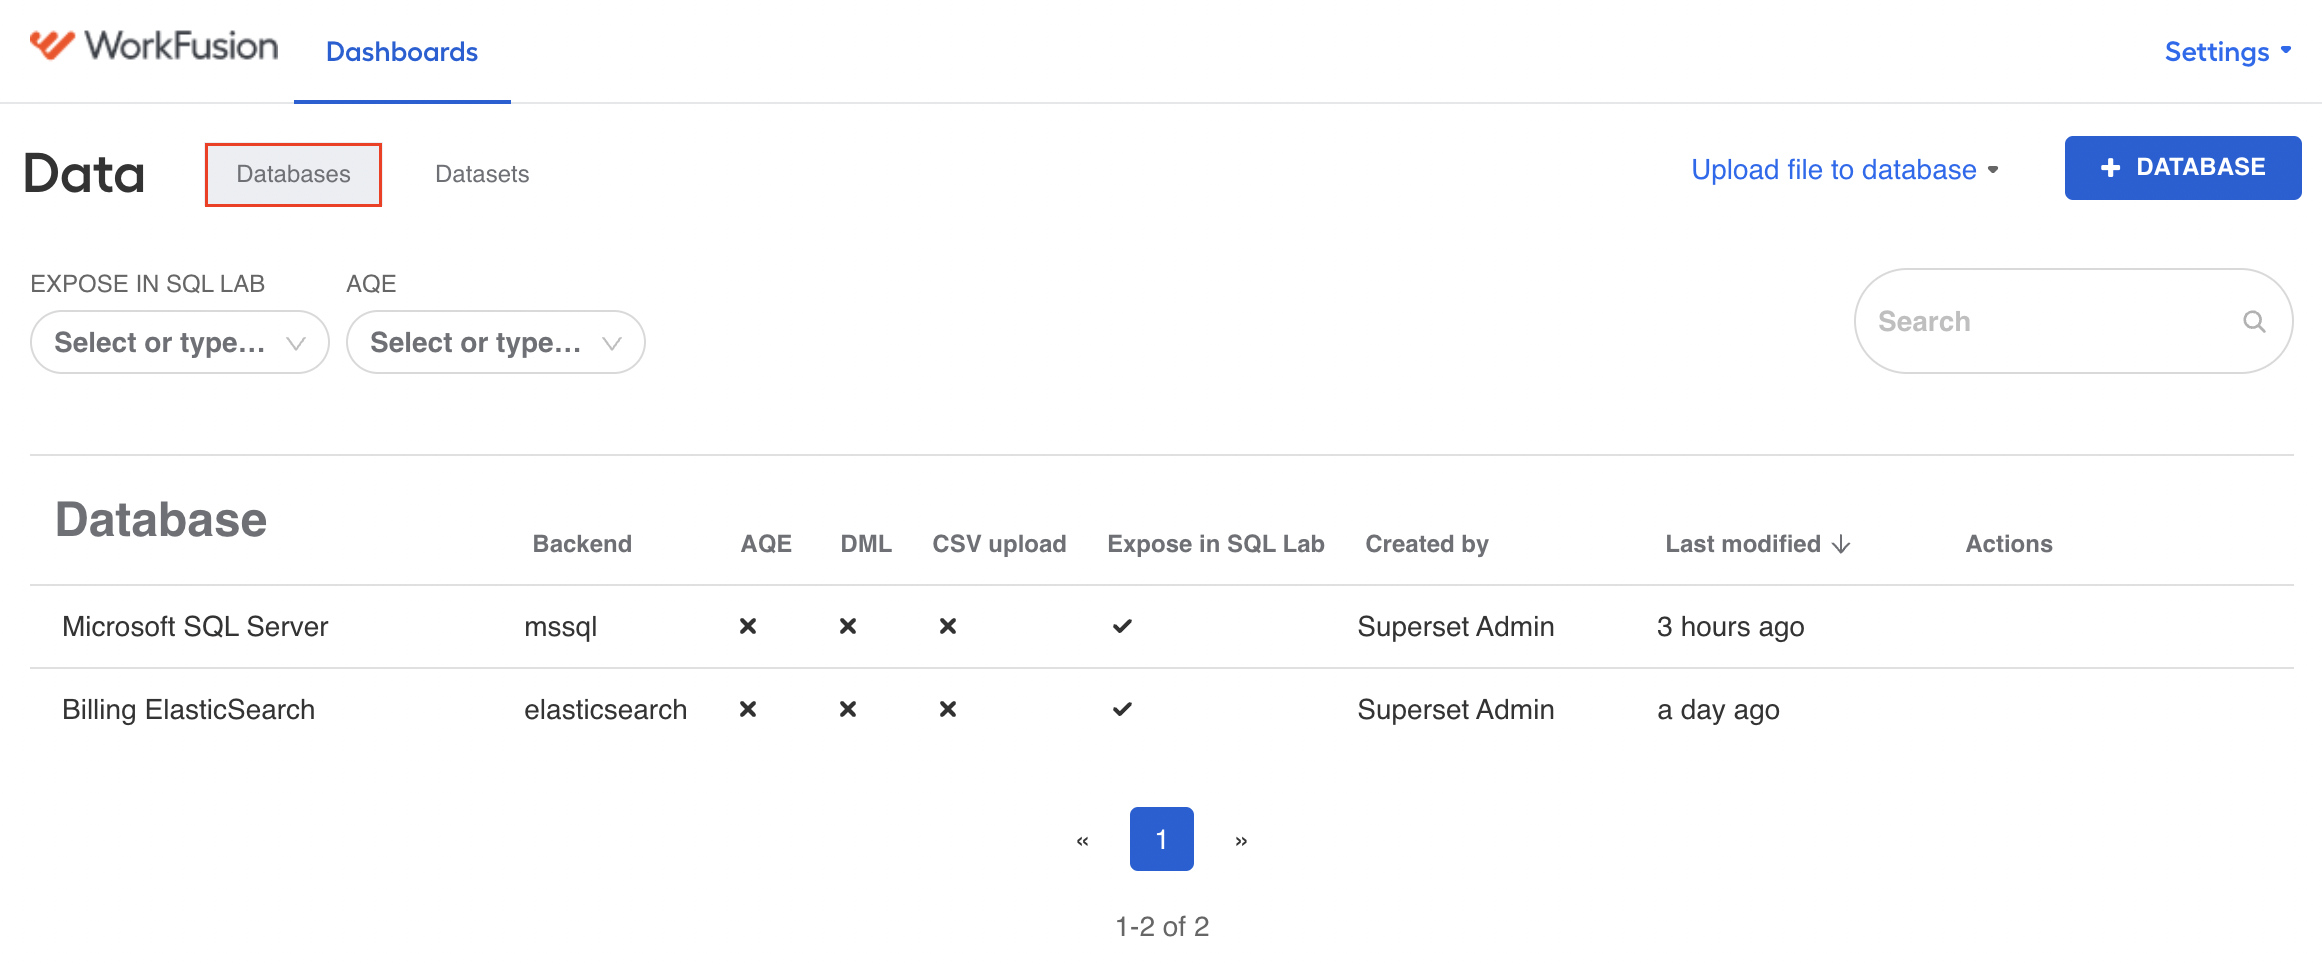 WorkFusion Dashboards Settings
Data Databases Datasets Upload file to database + DATABASE
EXPOSE IN SQL LAB AQE
Select or type... Select or type... Search
Database Backend AQE DML CSV upload Expose in SQL Lab Created by Last modified Actions
Microsoft SQL Server mssql Superset Admin 3 hours ago
Billing ElasticSearch elasticsearch Superset Admin a day ago
« 1 »
1-2 of 2